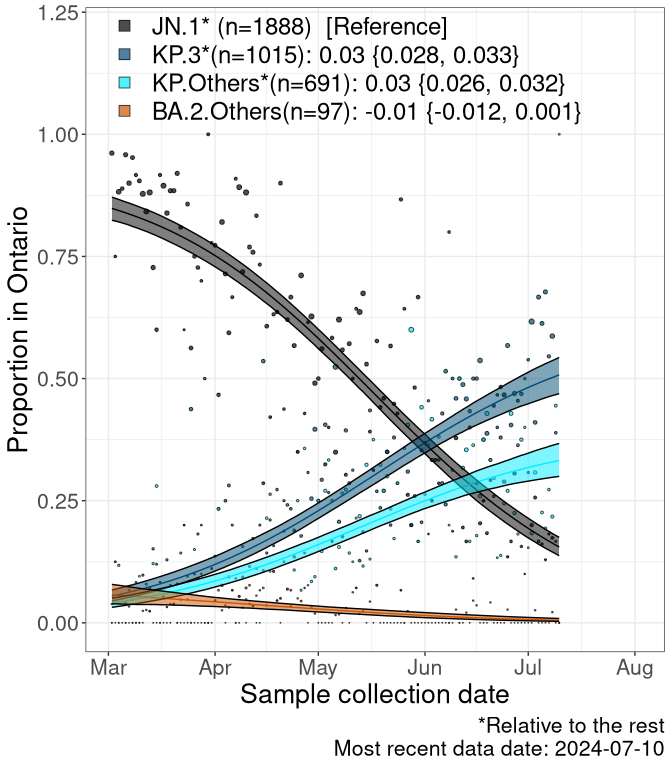 JN.1* (n=1888)  [Reference]
KP.3*(n=1015): 0.03 {0.028, 0.033}
KP.Others*(n=691): 0.03 {0.026, 0.032}
BA.2.Others(n=97): -0.01 {-0.012, 0.001}
1.25
1.00
0.75
0.50
0.25
0.00
Proportion in Ontario
Mar Apr May Jun Jul Aug
Sample collection date
*Relative to the rest
Most recent data date: 2024-07-10